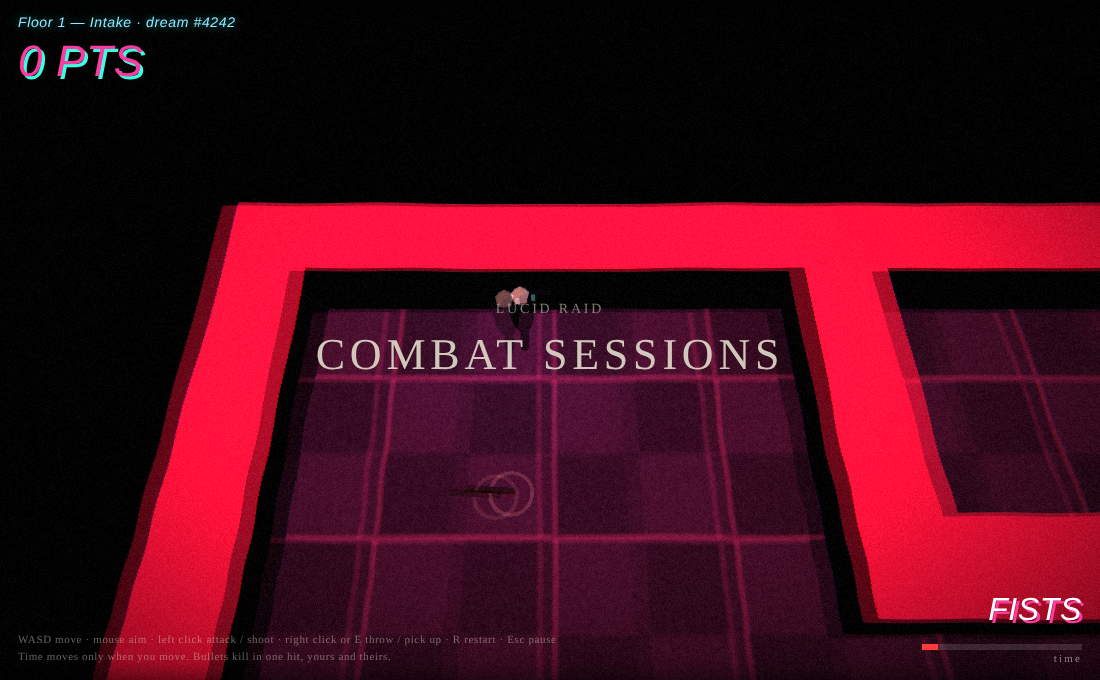 Floor 1 — Intake · dream #4242
0 PTS
LUCID RAID
COMBAT SESSIONS
FISTS
WASD move · mouse aim · left click attack / shoot · right click or E throw / pick up · R restart · Esc pause
Time moves only when you move. Bullets kill in one hit, yours and theirs.
time